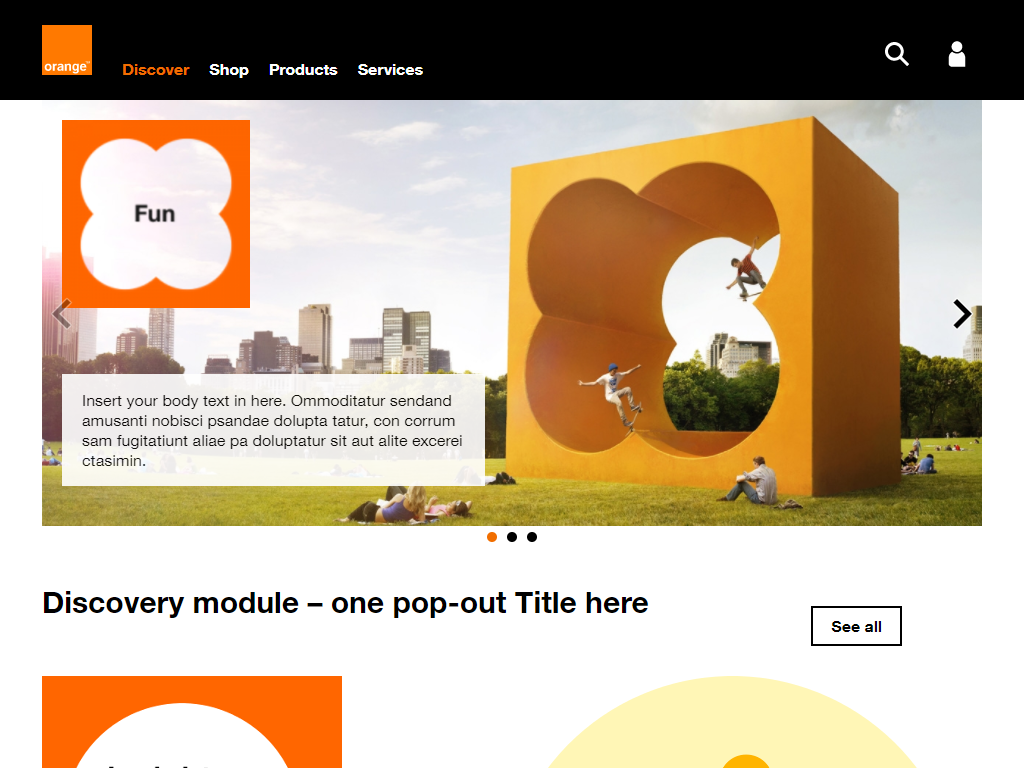 orange™
Discover
Shop
Products
Services
Fun
Insert your body text in here. Ommoditatur sendand
amusanti nobisci psandae dolupta tatur, con corrum
sam fugitatiunt aliae pa doluptatur sit aut alite excerei
ctasimin.
Discovery module – one pop-out Title here
See all